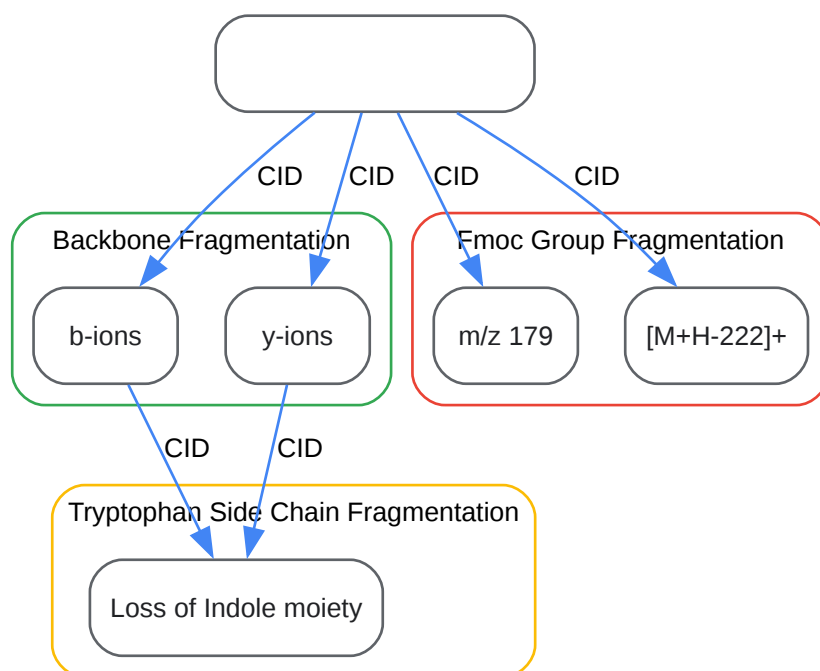 CID CID CID CID
Backbone Fragmentation
Fmoc Group Fragmentation
b-ions
y-ions
m/z 179
[M+H-222]+
CID CID
Tryptophan Side Chain Fragmentation
Loss of Indole moiety